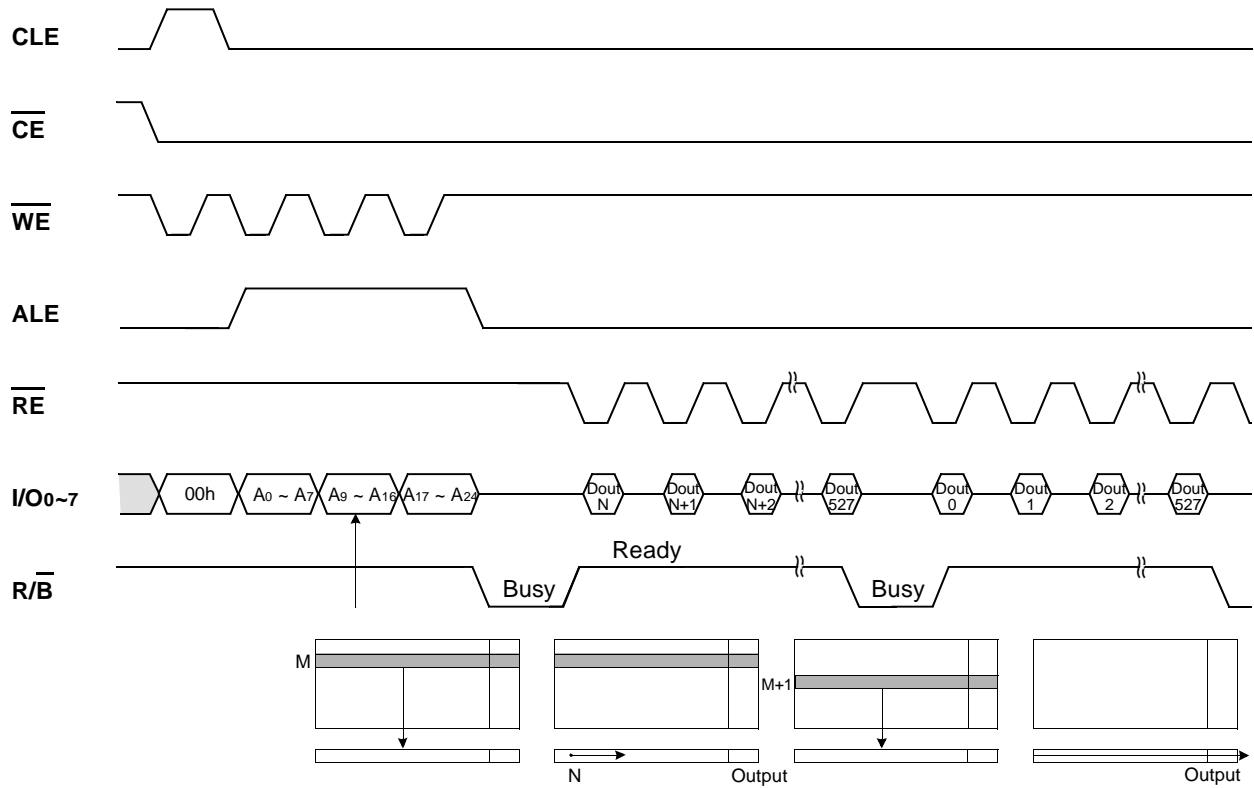 CLE
CE
WE
ALE
RE
I/O0~7
00h
A0 ~ A7
A9 ~ A16
A17 ~ A24
Dout
N
Dout
N+1
Dout
N+2
Dout
527
Dout
0
Dout
1
Dout
2
Dout
527
R/B
Busy
Ready
Busy
M
M+1
N
Output
Output